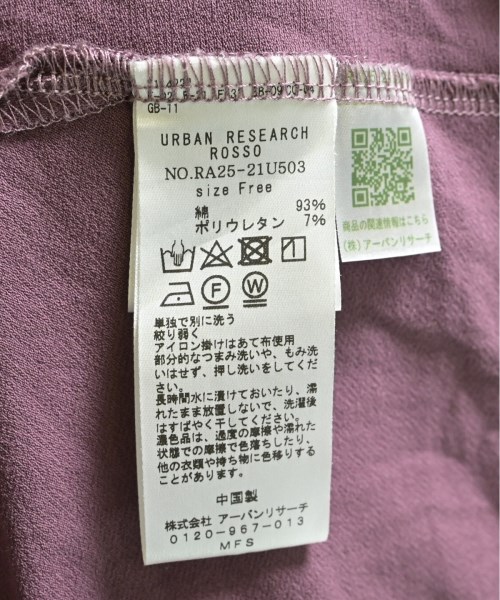 GB-11
URBAN RESEARCH
ROSSO
NO.RA25-21U503
size Free
綿 93%
ポリウレタン 7%
F W
単独で別に洗う
絞り弱く
アイロン掛けはあて布使用
部分的なつまみ洗いや、もみ洗
いはせず、押し洗いをしてくだ
さい。
長時間水に漬けておいたり、濡
れたまま放置しないで、洗濯後
はすばやく干してください。
濃色品は、過度の摩擦や濡れた
状態での摩擦で色落ちしたり、
他の衣類や持ち物に色移りする
ことがあります。
中国製
株式会社 アーバンリサーチ
0120-967-013
MFS
商品の関連情報はこちら
(株)アーバンリサーチ